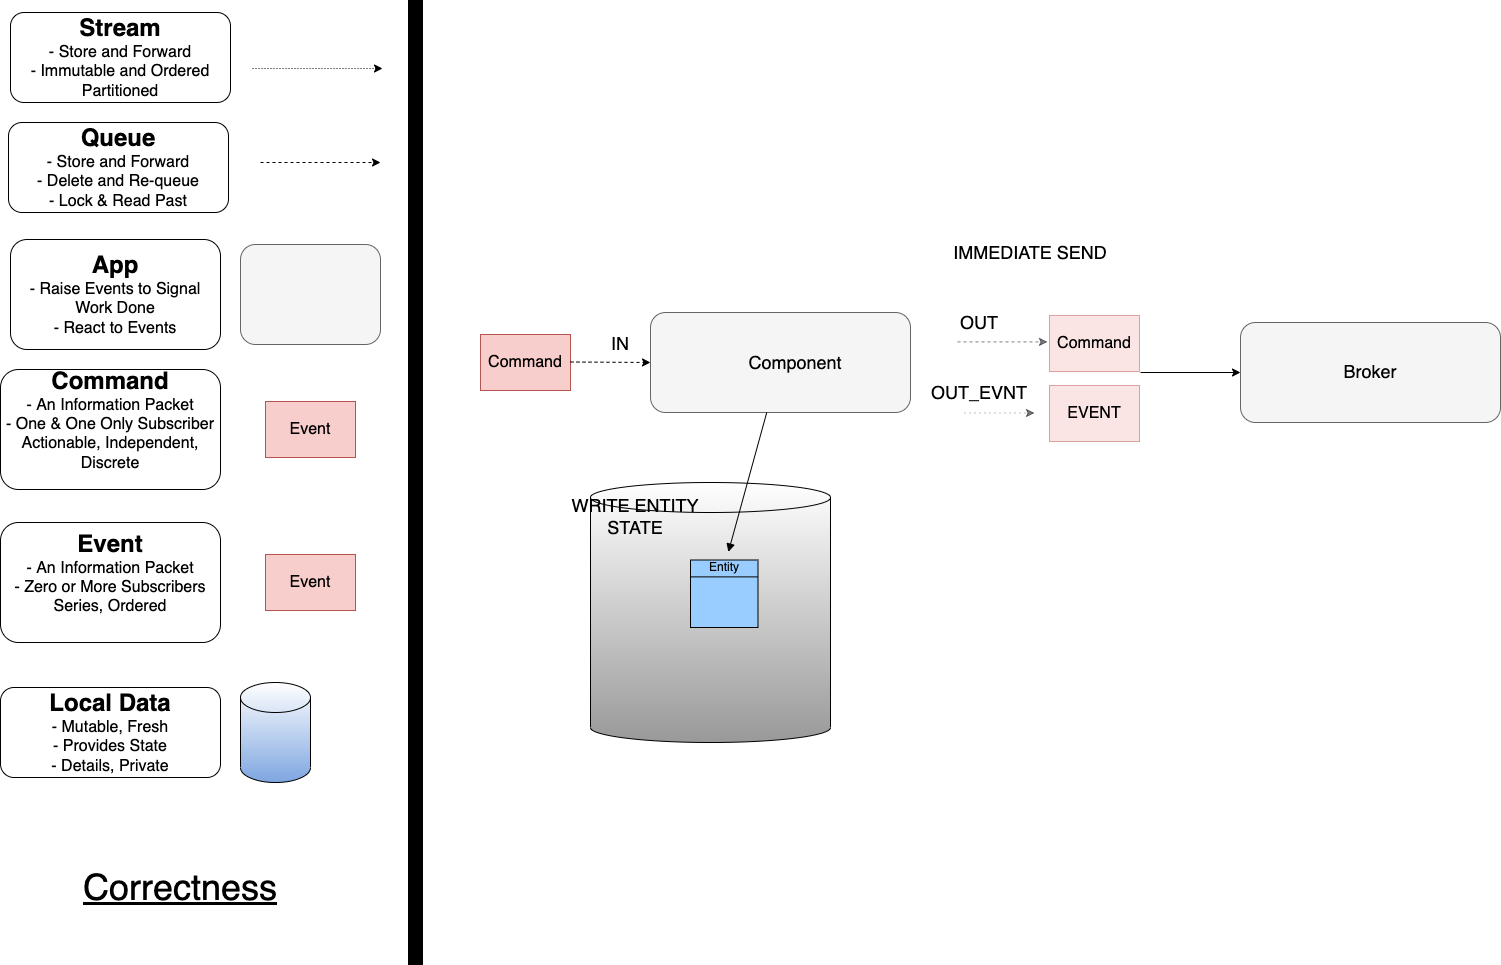 Stream
- Store and Forward
- Immutable and Ordered
Partitioned
Queue
- Store and Forward
- Delete and Re-queue
- Lock & Read Past
App
- Raise Events to Signal
Work Done
- React to Events
Command
- An Information Packet
- One & One Only Subscriber
Actionable, Independent,
Discrete
Event
Event
- An Information Packet
- Zero or More Subscribers
Series, Ordered
Event
Local Data
- Mutable, Fresh
- Provides State
- Details, Private
Correctness
IMMEDIATE SEND
Command
IN
Component
OUT
Command
OUT_EVNT
EVENT
Broker
WRITE ENTITY
STATE
Entity